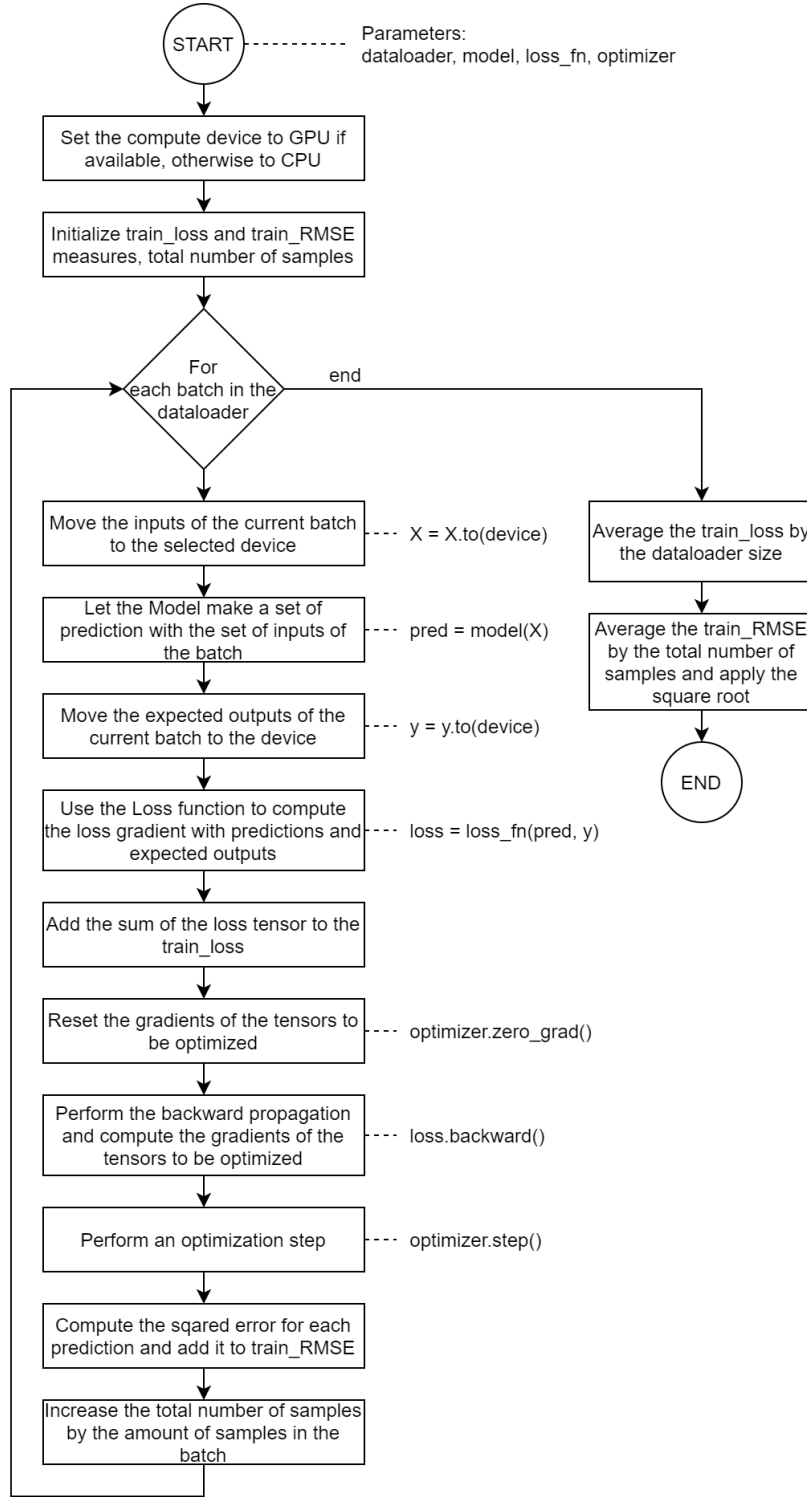 START
Parameters:
dataloader, model, loss_fn, optimizer
Set the compute device to GPU if
available, otherwise to CPU
Initialize train_loss and train_RMSE
measures, total number of samples
For
each batch in the
dataloader
end
Move the inputs of the current batch
to the selected device
X = X.to(device)
Let the Model make a set of
prediction with the set of inputs of
the batch
pred = model(X)
Move the expected outputs of the
current batch to the device
y = y.to(device)
Use the Loss function to compute
the loss gradient with predictions and
expected outputs
loss = loss_fn(pred, y)
Add the sum of the loss tensor to the
train_loss
Reset the gradients of the tensors to
be optimized
optimizer.zero_grad()
Perform the backward propagation
and compute the gradients of the
tensors to be optimized
loss.backward()
Perform an optimization step
optimizer.step()
Compute the sqared error for each
prediction and add it to train_RMSE
Increase the total number of samples
by the amount of samples in the
batch
Average the train_loss by
the dataloader size
Average the train_RMSE
by the total number of
samples and apply the
square root
END